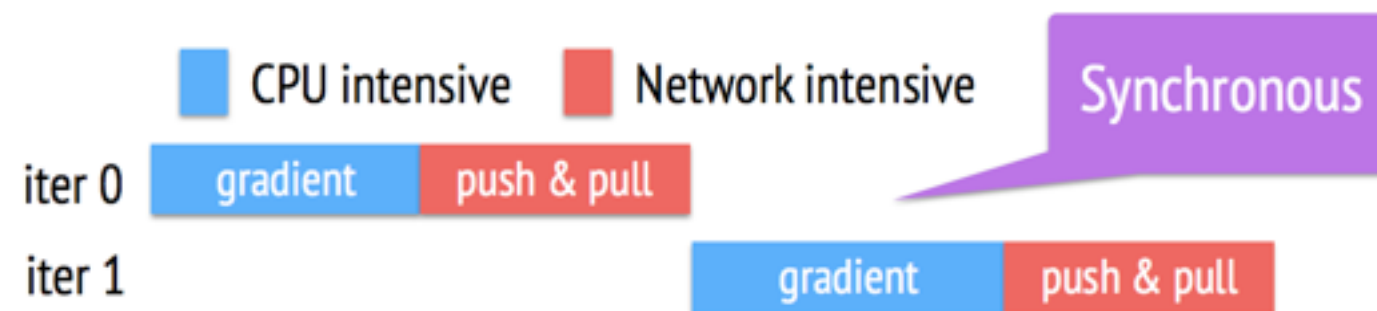 CPU intensive Network intensive Synchronous
iter 0 gradient push & pull
iter 1 gradient push & pull